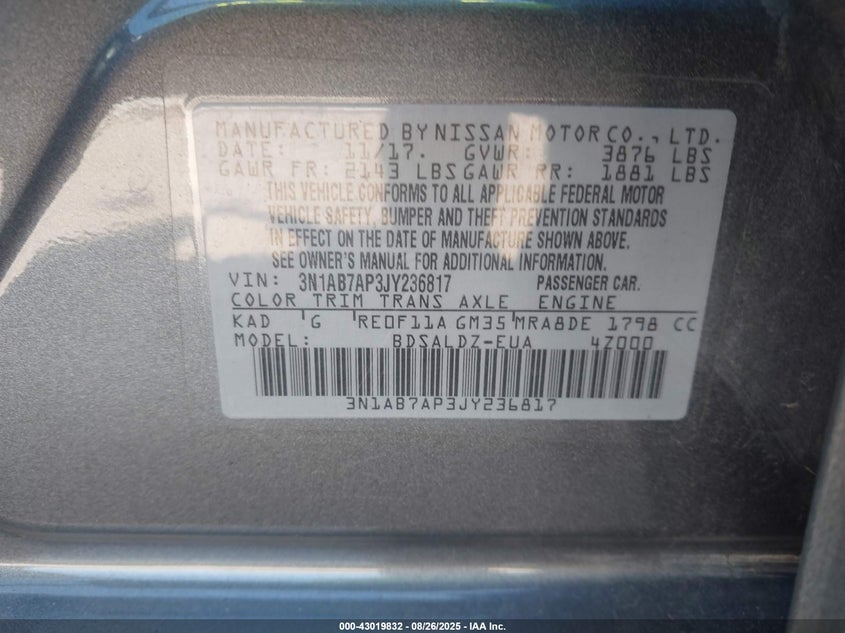 MANUFACTURED BY NISSAN MOTOR CO., LTD.
DATE: 11/17. GVWR: 3876 LBS
GAWR FR: 2143 LBS GAWR RR: 1881 LBS
THIS VEHICLE CONFORMS TO ALL APPLICABLE FEDERAL MOTOR
VEHICLE SAFETY, BUMPER AND THEFT PREVENTION STANDARDS
IN EFFECT ON THE DATE OF MANUFACTURE SHOWN ABOVE.
SEE OWNER'S MANUAL FOR ADDITIONAL INFORMATION.
VIN: 3N1AB7AP3JY236817 PASSENGER CAR.
COLOR TRIM TRANS AXLE ENGINE
KAD G RE0F11A GM35 MRA8DE 1798 CC
MODEL: BDSALDZ-EUA 4Z000
3N1AB7AP3JY236817
000-43019832 - 08/26/2025 - IAA Inc.